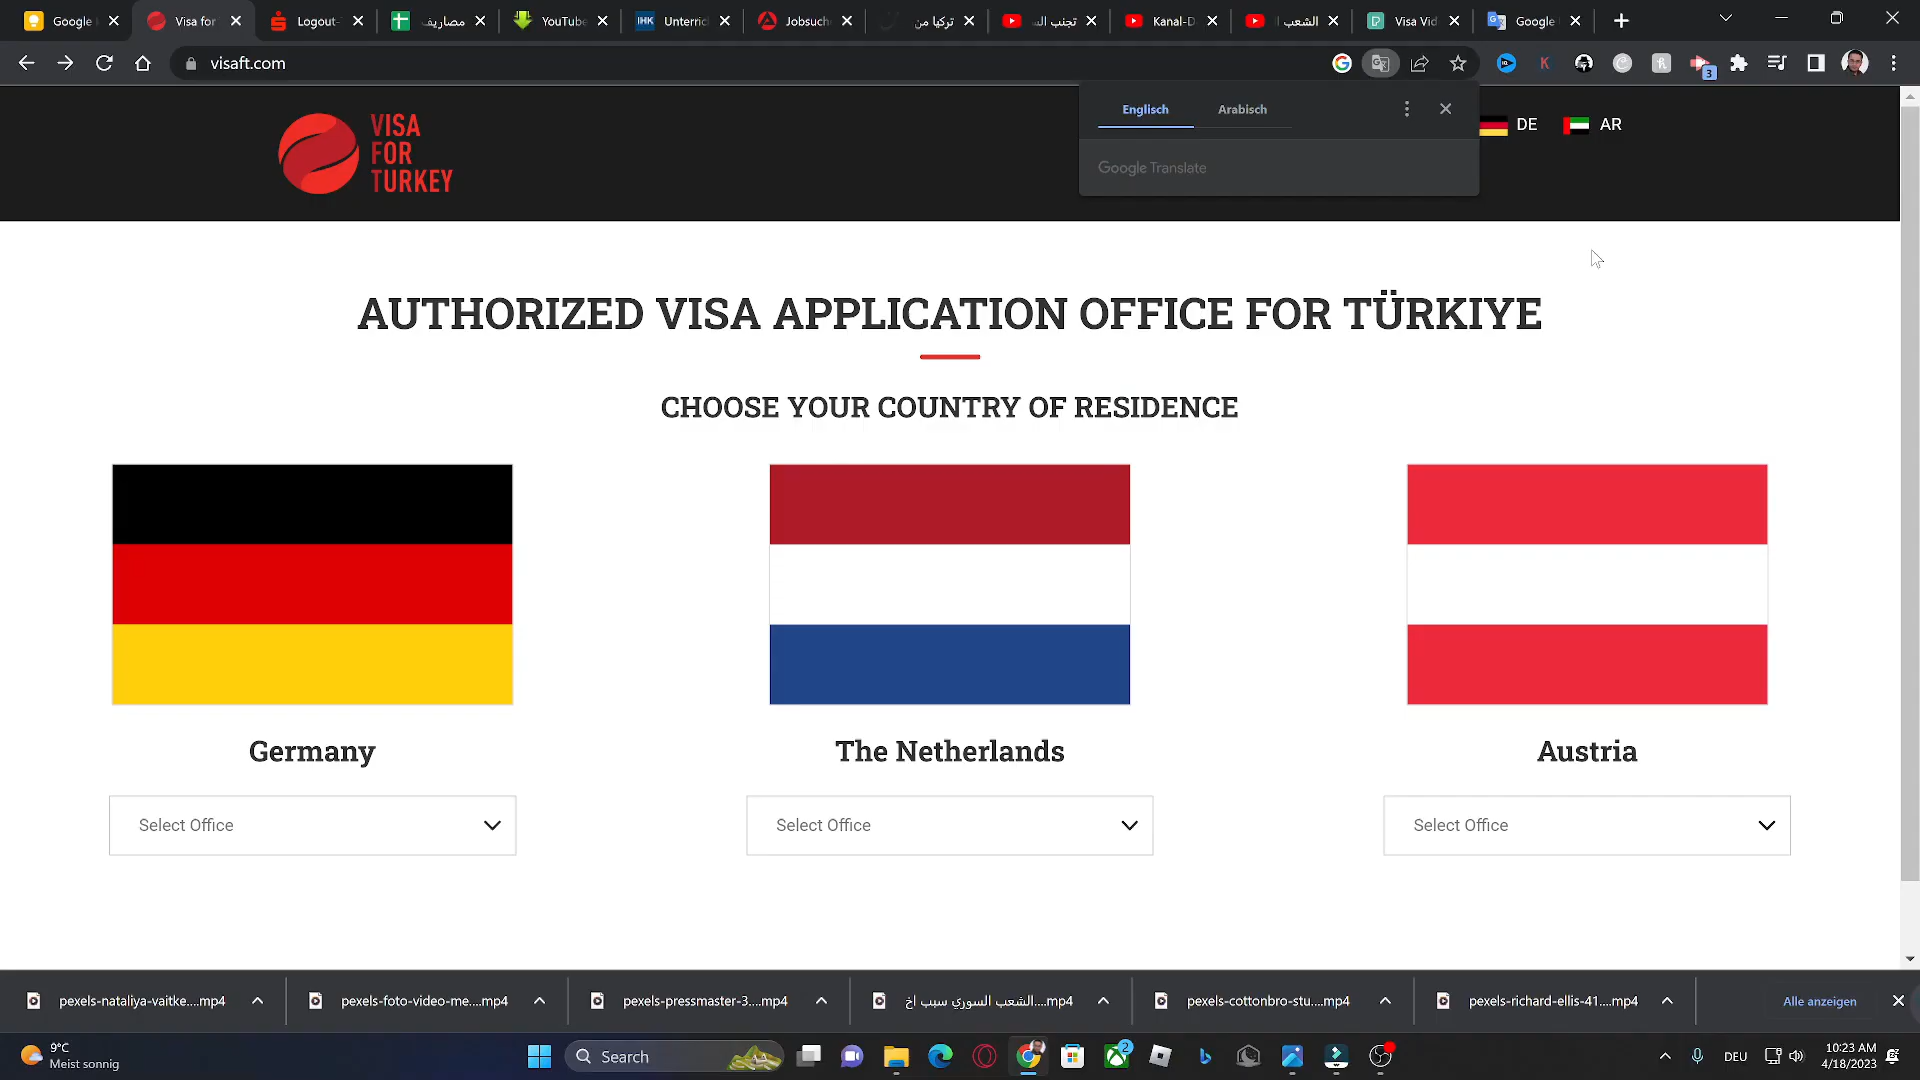 Google
Visa for
Logout-
مصاريف
YouTube
IHK
Unterric
Jobsuch
تركيا من
تجنب الس
Kanal-D
الشعب ا
Visa Vid
Google
visaft.com
3
Englisch
Arabisch
Google Translate
DE
AR
VISA
FOR
TURKEY
AUTHORIZED VISA APPLICATION OFFICE FOR TÜRKIYE
CHOOSE YOUR COUNTRY OF RESIDENCE
Germany
The Netherlands
Austria
Select Office
Select Office
Select Office
pexels-nataliya-vaitke....mp4
pexels-foto-video-me....mp4
pexels-pressmaster-3....mp4
الشعب السوري سبب اخ....mp4
pexels-cottonbro-stu....mp4
pexels-richard-ellis-41....mp4
Alle anzeigen
9°C
Meist sonnig
Search
2
DEU
10:23 AM
4/18/2023